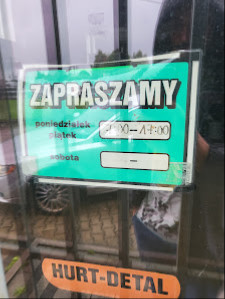 ZAPRASZAMY
poniedziałek
piątek
sobota
-
HURT-DETAL